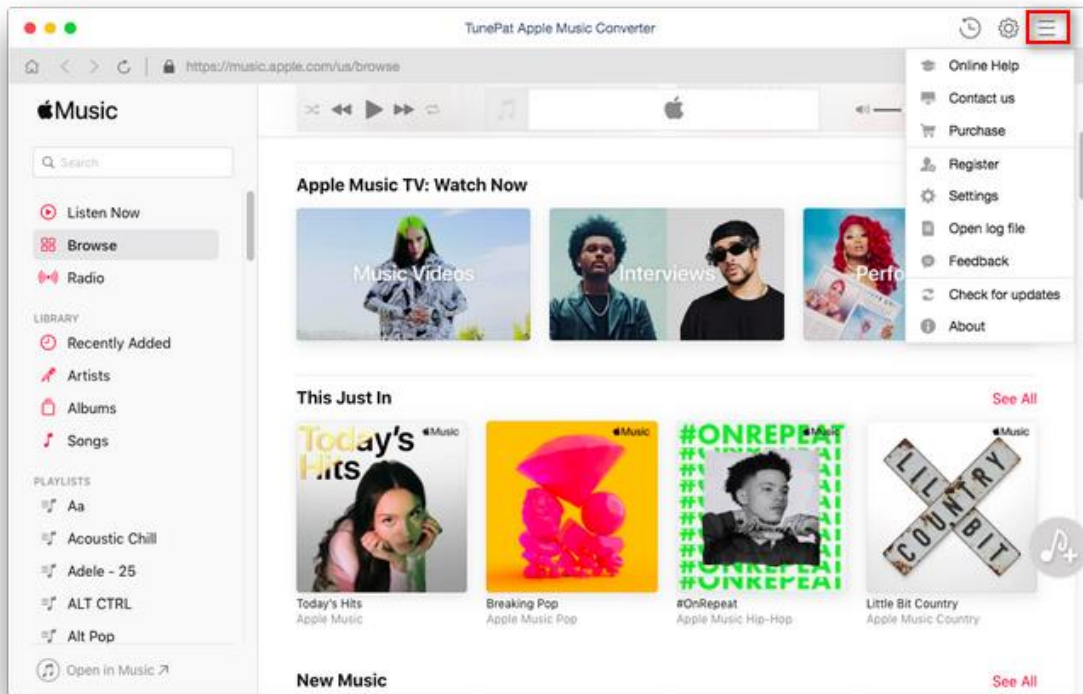 TunePat Apple Music Converter
https://music.apple.com/us/browse
Online Help
Contact us
Purchase
Register
Settings
Open log file
Feedback
Check for updates
About
Music
Search
Listen Now
Browse
Radio
LIBRARY
Recently Added
Artists
Albums
Songs
PLAYLISTS
Aa
Acoustic Chill
Adele - 25
ALT CTRL
Alt Pop
Open in Music ↗
Apple Music TV: Watch Now
Music Videos
Interviews
Perfo
This Just In
See All
Today's
Hits
Music
Music
#ONREPEAT
Music
LITTLE
COUNTRY
BIT
Music
Today's Hits
Apple Music
Breaking Pop
Apple Music Pop
#OnRepeat
Apple Music Hip-Hop
Little Bit Country
Apple Music Country
New Music
See All